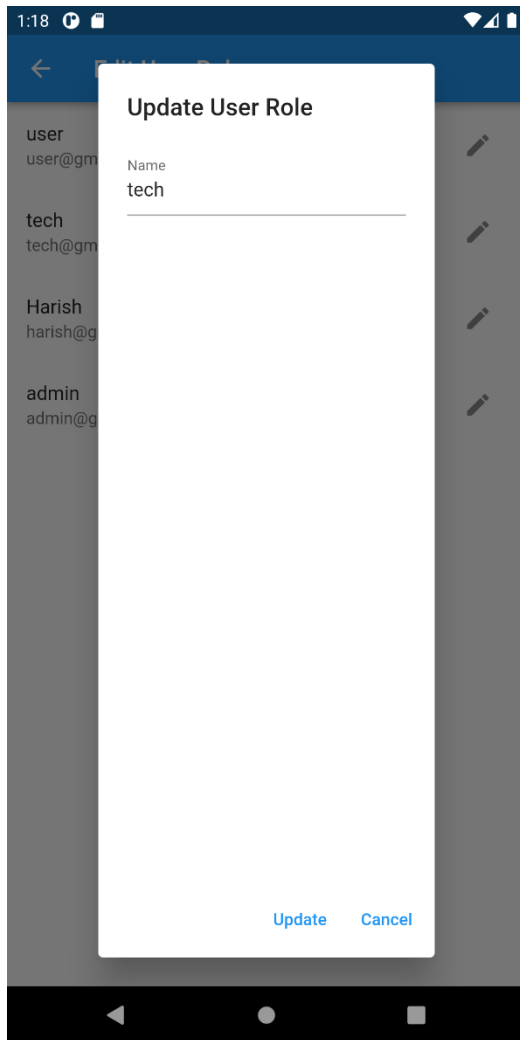 1:18
Update User Role
user
user@gm
Name
tech
tech
tech@gm
Harish
harish@g
admin
admin@g
Update Cancel